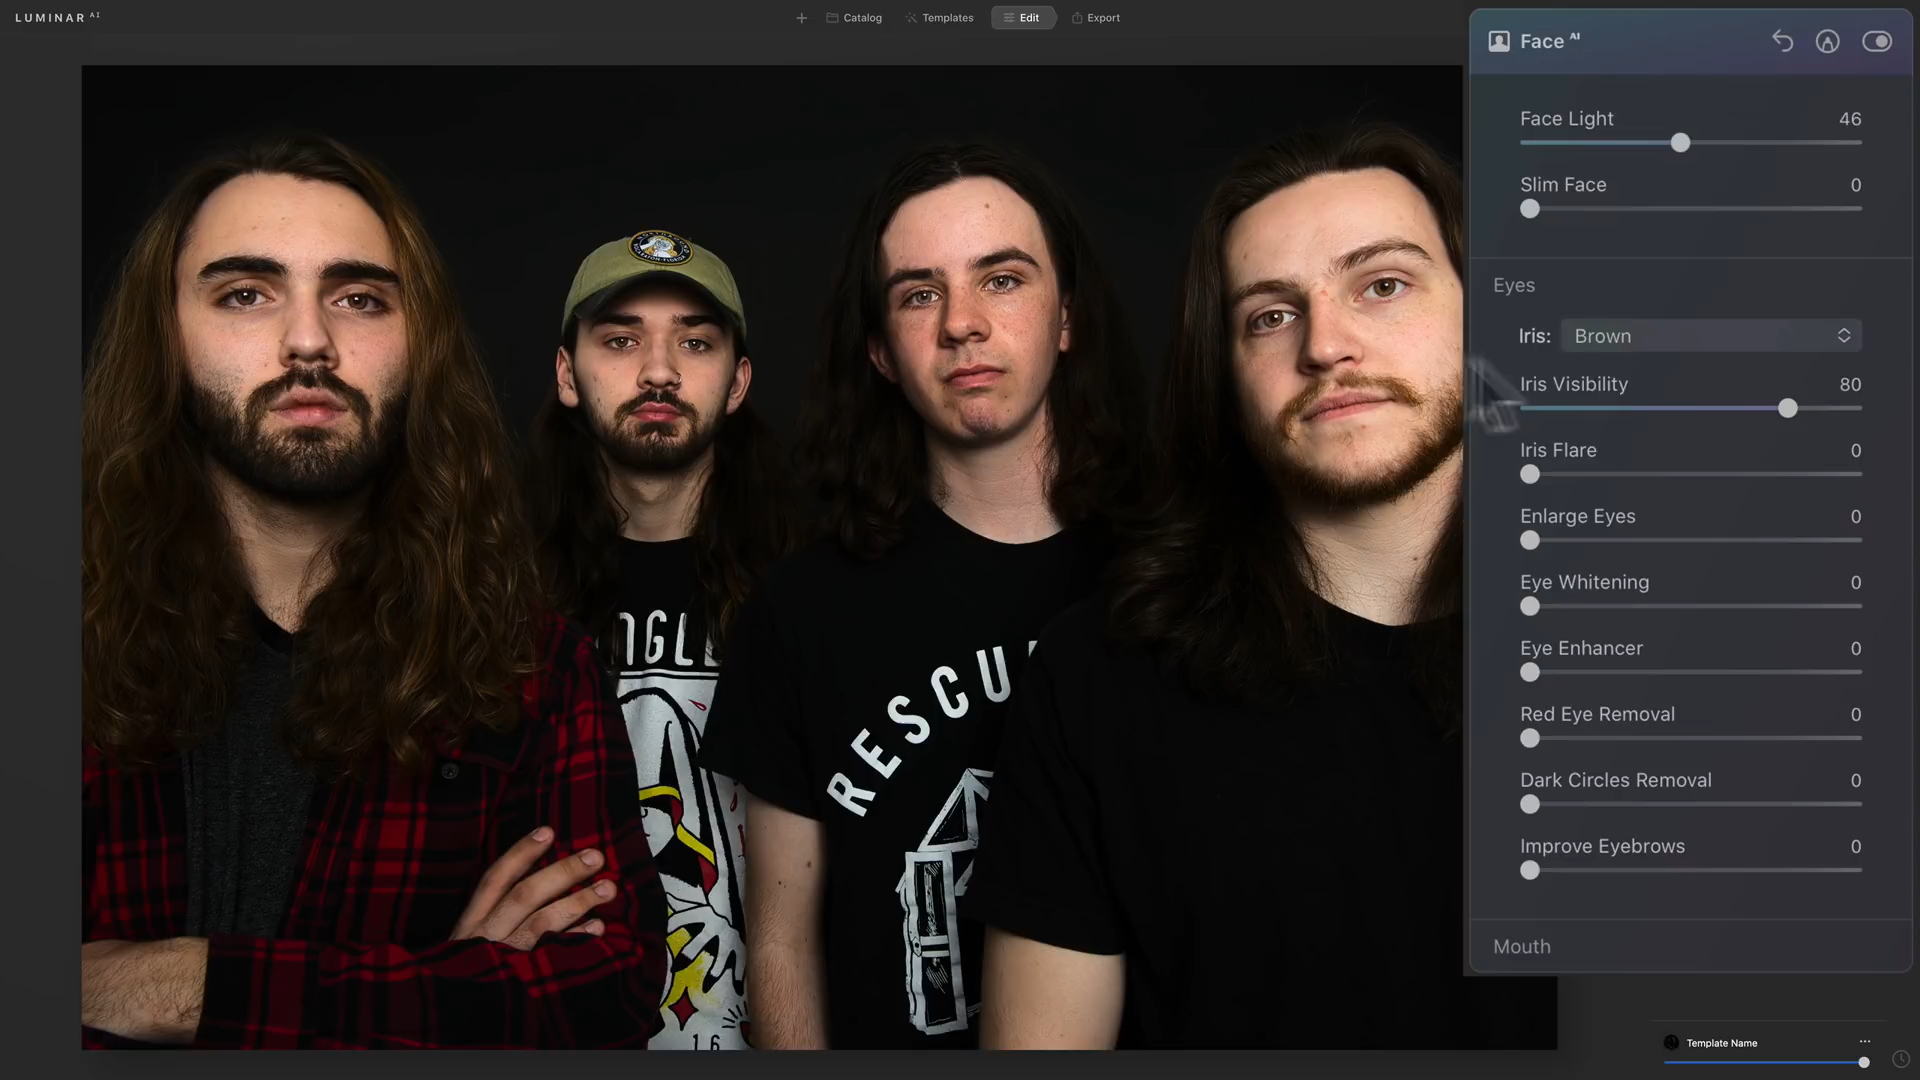 LUMINAR AI
Catalog
Templates
Edit
Export
Face AI
Face Light 46
Slim Face 0
Eyes
Iris: Brown
Iris Visibility 80
Iris Flare 0
Enlarge Eyes 0
Eye Whitening 0
Eye Enhancer 0
Red Eye Removal 0
Dark Circles Removal 0
Improve Eyebrows 0
Mouth
NGL
RESCU
16
Template Name